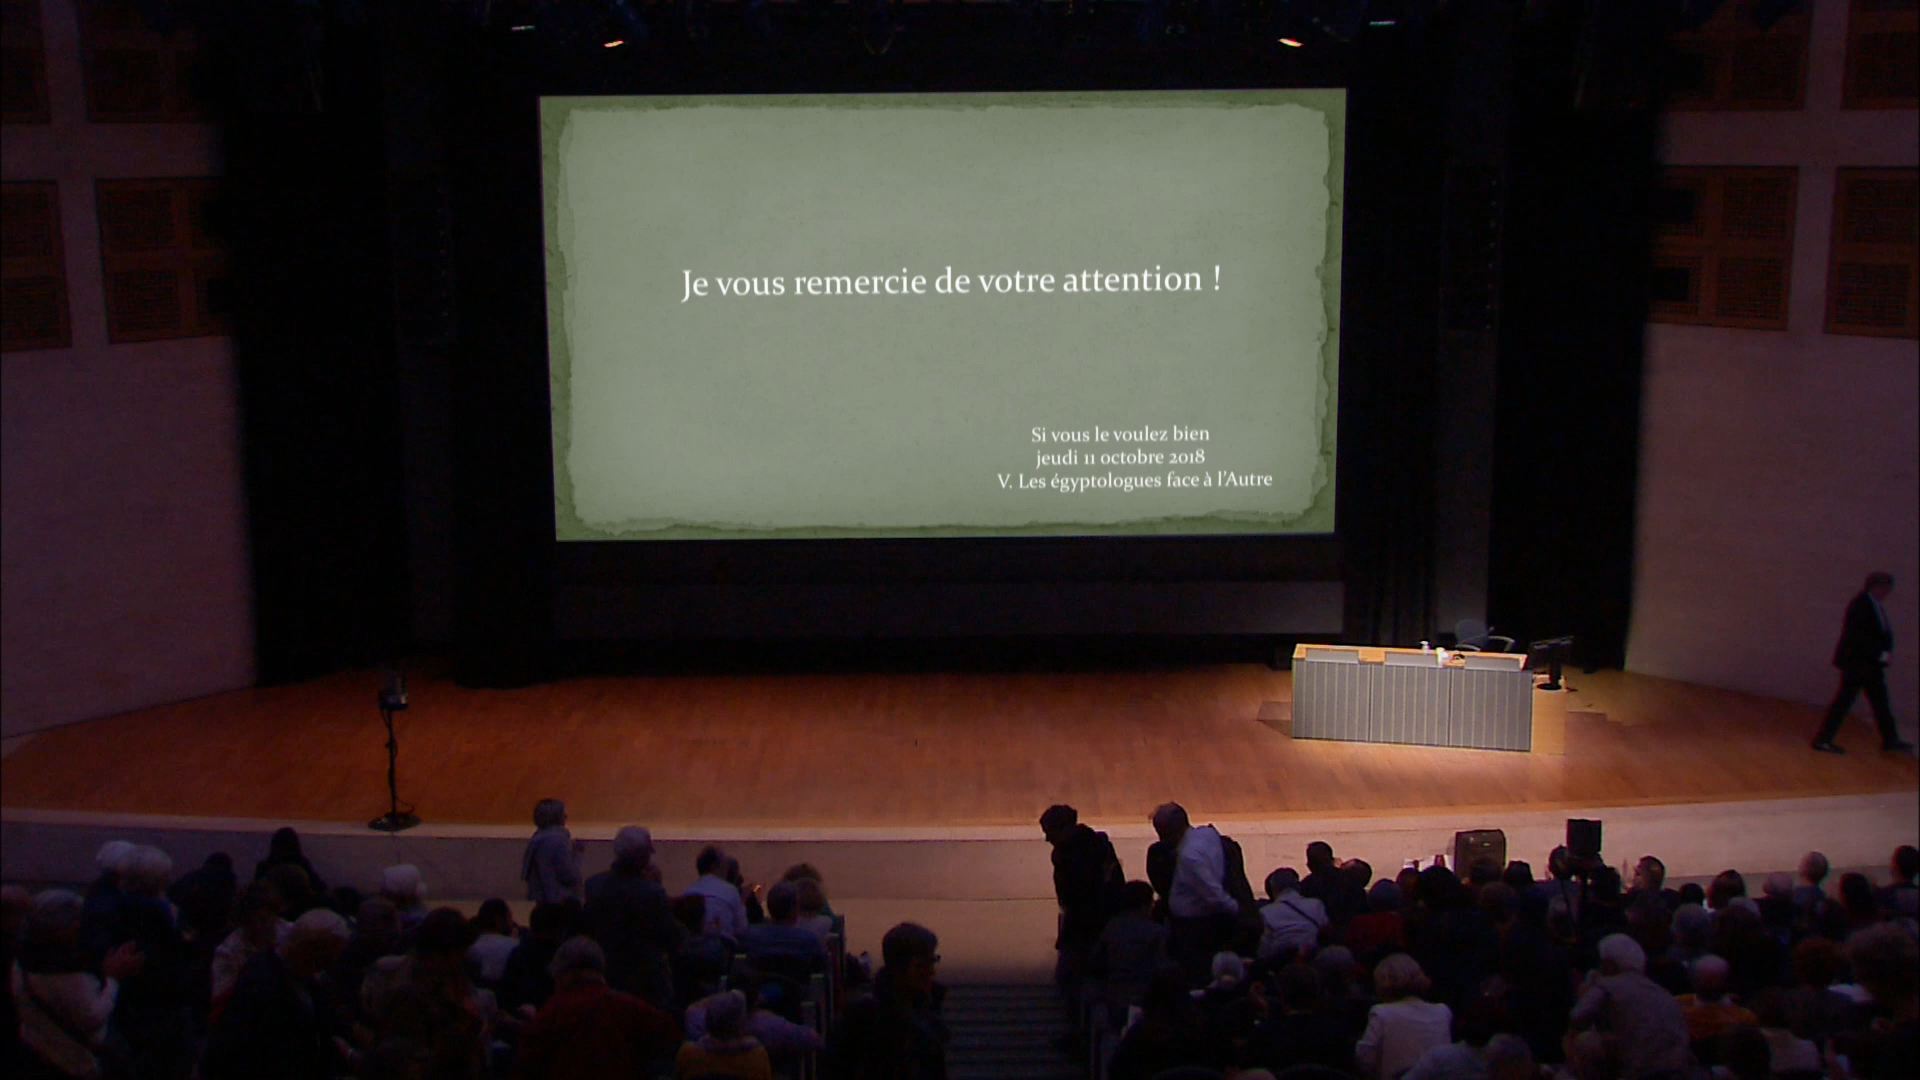 Je vous remercie de votre attention !
Si vous le voulez bien
jeudi 11 octobre 2018
V. Les égyptologues face à l'Autre